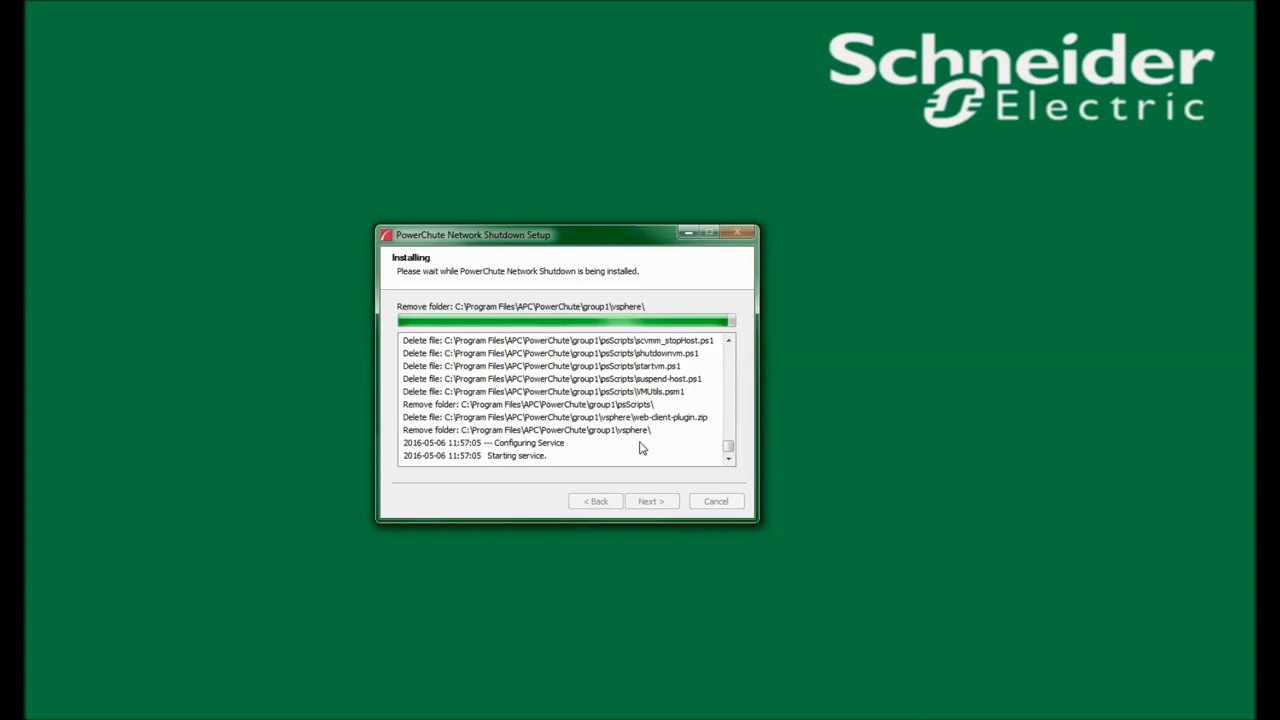 Schneider
Electric
PowerChute Network Shutdown Setup
Installing
Please wait while PowerChute Network Shutdown is being installed.
Remove folder: C:\Program Files\APC\PowerChute\group1\vsphere\
Delete file: C:\Program Files\APC\PowerChute\group1\psScripts\scvmm_stopHost.ps1
Delete file: C:\Program Files\APC\PowerChute\group1\psScripts\shutdownvm.ps1
Delete file: C:\Program Files\APC\PowerChute\group1\psScripts\startvm.ps1
Delete file: C:\Program Files\APC\PowerChute\group1\psScripts\suspend-host.ps1
Delete file: C:\Program Files\APC\PowerChute\group1\psScripts\VMUtils.psm1
Remove folder: C:\Program Files\APC\PowerChute\group1\psScripts\
Delete file: C:\Program Files\APC\PowerChute\group1\vsphere\web-client-plugin.zip
Remove folder: C:\Program Files\APC\PowerChute\group1\vsphere\
2016-05-06 11:57:05 --- Configuring Service
2016-05-06 11:57:05 Starting service.
< Back Next > Cancel